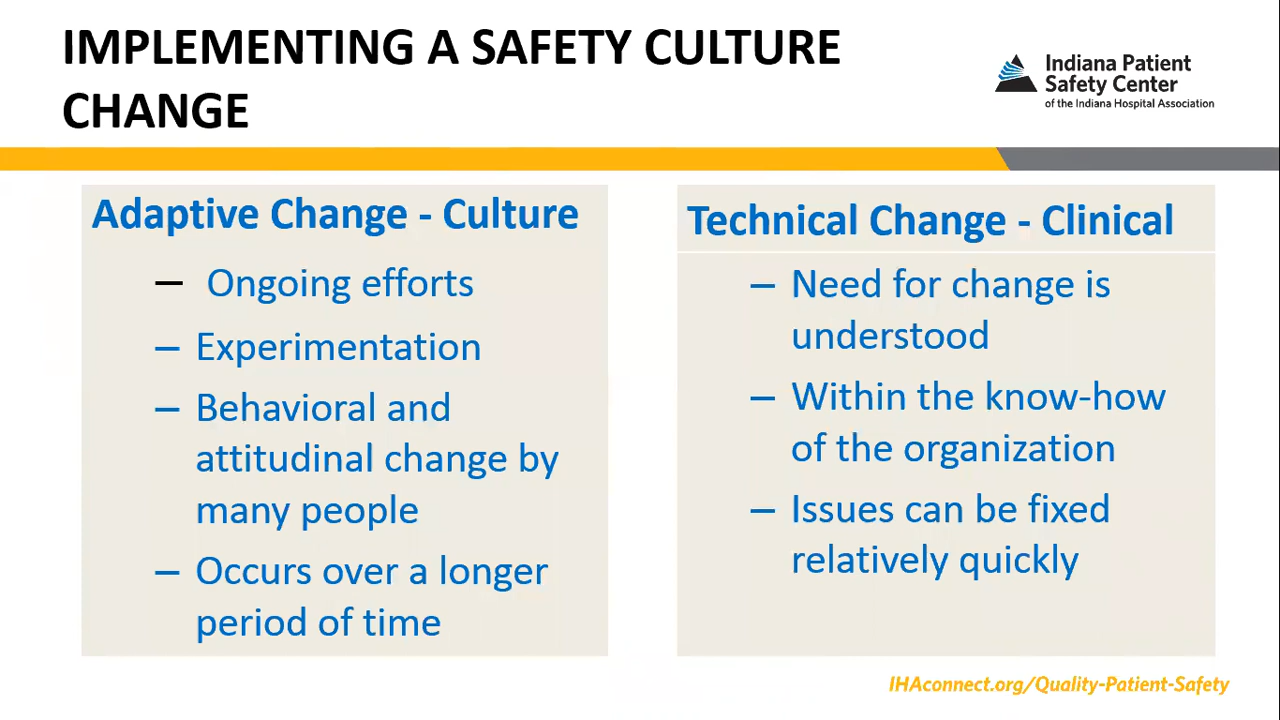 IMPLEMENTING A SAFETY CULTURE
CHANGE
Indiana Patient
Safety Center
of the Indiana Hospital Association
Adaptive Change - Culture
– Ongoing efforts
– Experimentation
– Behavioral and
attitudinal change by
many people
– Occurs over a longer
period of time
Technical Change - Clinical
– Need for change is
understood
– Within the know-how
of the organization
– Issues can be fixed
relatively quickly
IHAconnect.org/Quality-Patient-Safety